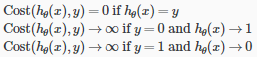 Cost(hθ(x), y) = 0 if hθ(x) = y
Cost(hθ(x), y) → ∞ if y = 0 and hθ(x) → 1
Cost(hθ(x), y) → ∞ if y = 1 and hθ(x) → 0